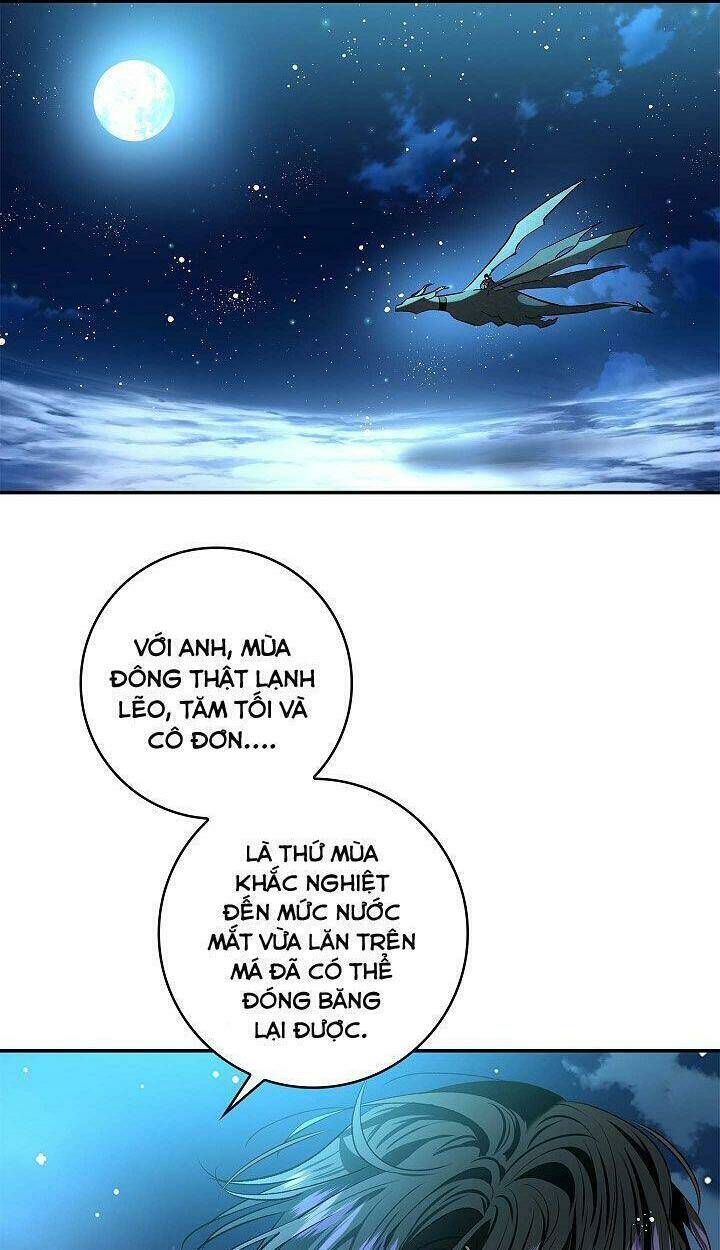 VỚI ANH, MÙA
ĐÔNG THẬT LẠNH
LẼO, TĂM TỐI VÀ
CÔ ĐƠN....
LÀ THỨ MÙA
KHẮC NGHIỆT
ĐẾN MỨC NƯỚC
MẮT VỪA LĂN TRÊN
MÁ ĐÃ CÓ THỂ
ĐÓNG BĂNG
LẠI ĐƯỢC.